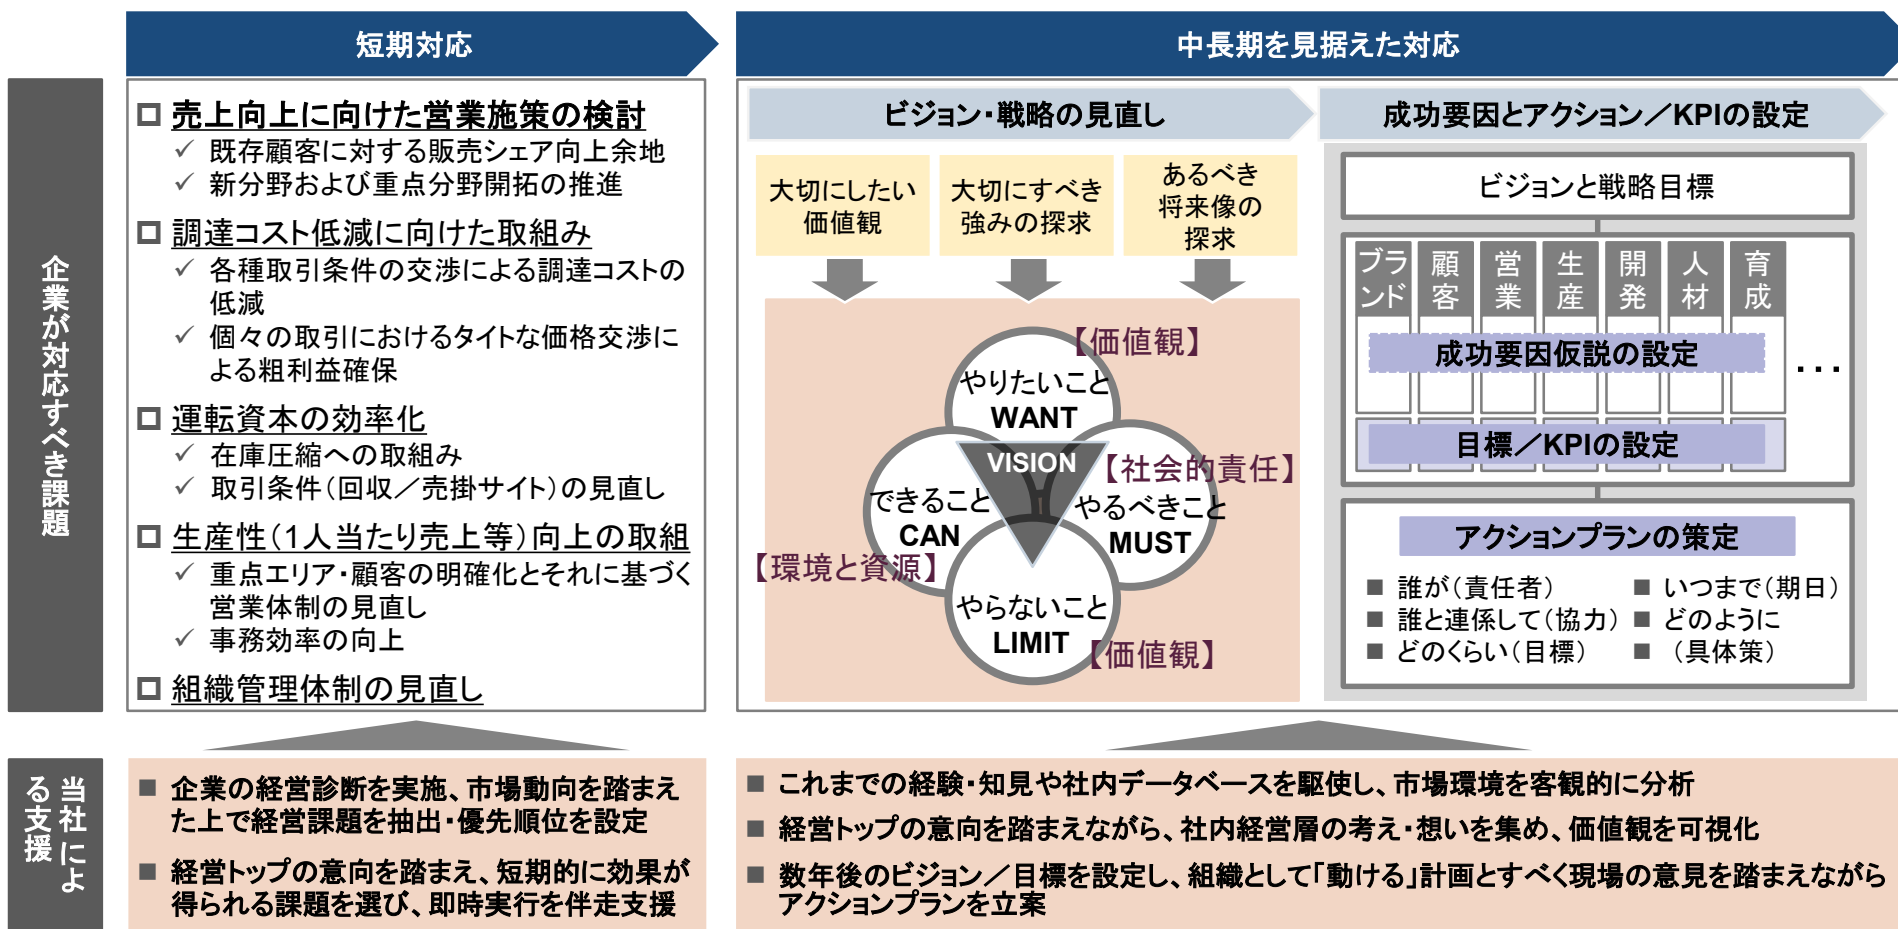 短期対応
中長期を見据えた対応
企業が対応すべき課題
□ 売上向上に向けた営業施策の検討
✓ 既存顧客に対する販売シェア向上余地
✓ 新分野および重点分野開拓の推進
□ 調達コスト低減に向けた取組み
✓ 各種取引条件の交渉による調達コストの
低減
✓ 個々の取引におけるタイトな価格交渉に
よる粗利益確保
□ 運転資本の効率化
✓ 在庫圧縮への取組み
✓ 取引条件(回収／売掛サイト)の見直し
□ 生産性(1人当たり売上等)向上の取組
✓ 重点エリア・顧客の明確化とそれに基づく
営業体制の見直し
✓ 事務効率の向上
□ 組織管理体制の見直し
ビジョン・戦略の見直し
大切にしたい
価値観
大切にすべき
強みの探求
あるべき
将来像の
探求
【価値観】
やりたいこと
WANT
VISION
【社会的責任】
できること
CAN
やるべきこと
MUST
【環境と資源】
やらないこと
LIMIT
【価値観】
成功要因とアクション／KPIの設定
ビジョンと戦略目標
ブラ
ンド
顧
客
営
業
生
産
開
発
人
材
育
成
成功要因仮説の設定
...
目標／KPIの設定
アクションプランの策定
■ 誰が(責任者)
■ 誰と連係して(協力)
■ どのくらい(目標)
■ いつまで(期日)
■ どのように
■ (具体策)
当社によ
る支援
■ 企業の経営診断を実施、市場動向を踏まえ
た上で経営課題を抽出・優先順位を設定
■ 経営トップの意向を踏まえ、短期的に効果が
得られる課題を選び、即時実行を伴走支援
■ これまでの経験・知見や社内データベースを駆使し、市場環境を客観的に分析
■ 経営トップの意向を踏まえながら、社内経営層の考え・想いを集め、価値観を可視化
■ 数年後のビジョン／目標を設定し、組織として「動ける」計画とすべく現場の意見を踏まえながら
アクションプランを立案